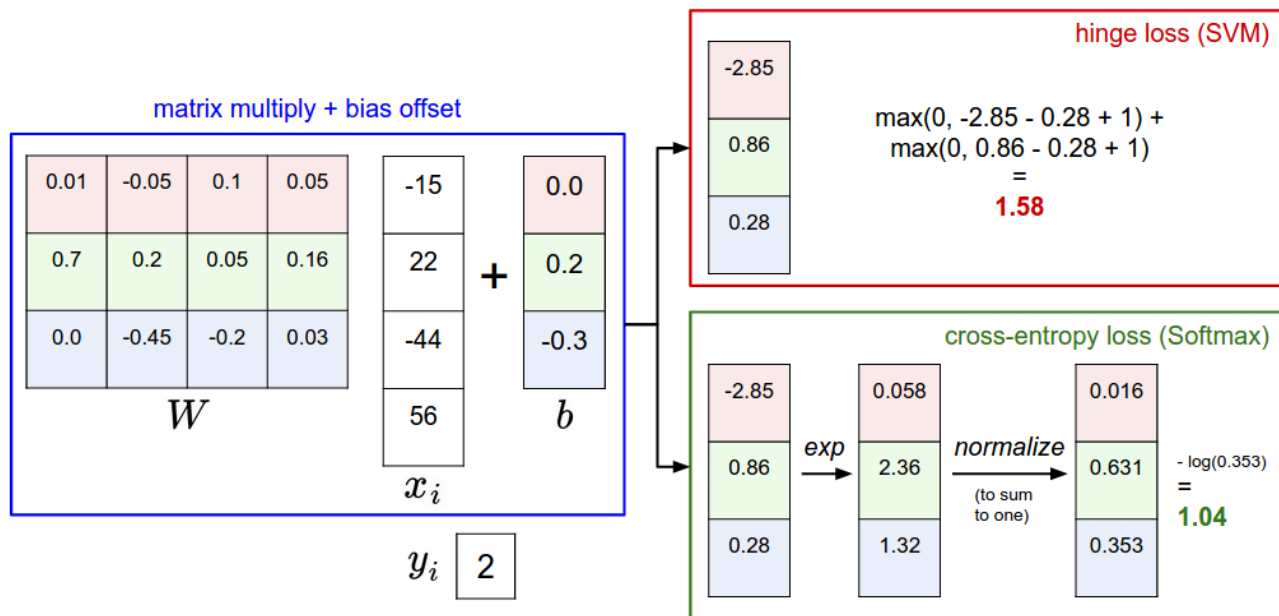 matrix multiply + bias offset
0.01 -0.05 0.1 0.05
0.7 0.2 0.05 0.16
0.0 -0.45 -0.2 0.03
W
-15
22
-44
56
x_i
+
0.0
0.2
-0.3
b
y_i 2
hinge loss (SVM)
-2.85
0.86
0.28
max(0, -2.85 - 0.28 + 1) +
max(0, 0.86 - 0.28 + 1)
=
1.58
cross-entropy loss (Softmax)
-2.85
0.86
0.28
exp
0.058
2.36
1.32
normalize
(to sum
to one)
0.016
0.631
0.353
- log(0.353)
=
1.04